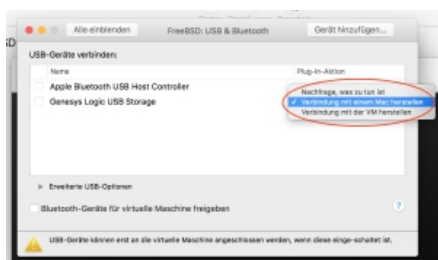 Alle einblenden
FreeBSD: USB & Bluetooth
Gerät hinzufügen...
USB-Geräte verbinden:
Name
Plug-In-Aktion
Apple Bluetooth USB Host Controller
Genesys Logic USB Storage
Nachfrage, was zu tun ist
✓ Verbindung mit einem Mac herstellen
Verbindung mit der VM herstellen
Erweiterte USB-Optionen
Bluetooth-Geräte für virtuelle Maschine freigeben
?
USB-Geräte können erst an die virtuelle Maschine angeschlossen werden, wenn diese einge-schaltet ist.